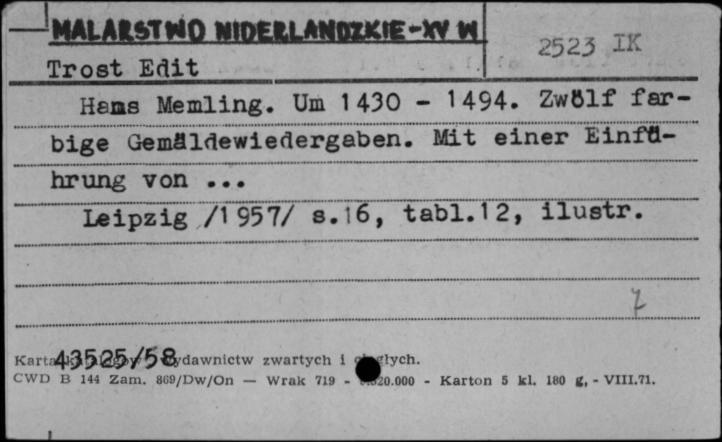 MALARSTWO NIDERLANDZKIE-XV W
2523 IK
Trost Edit
Hans Memling. Um 1430 - 1494. Zwölf far-
bige Gemäldewiedergaben. Mit einer Einfü-
hrung von ...
Leipzig /1957/ s.16, tabl.12, ilustr.
z
43525/58
Karta katalogowa wydawnictw zwartych i ciągłych.
CWD B 144 Zam. 869/Dw/On — Wrak 719 - 20.000 - Karton 5 kl. 180 g, - VIII.71.